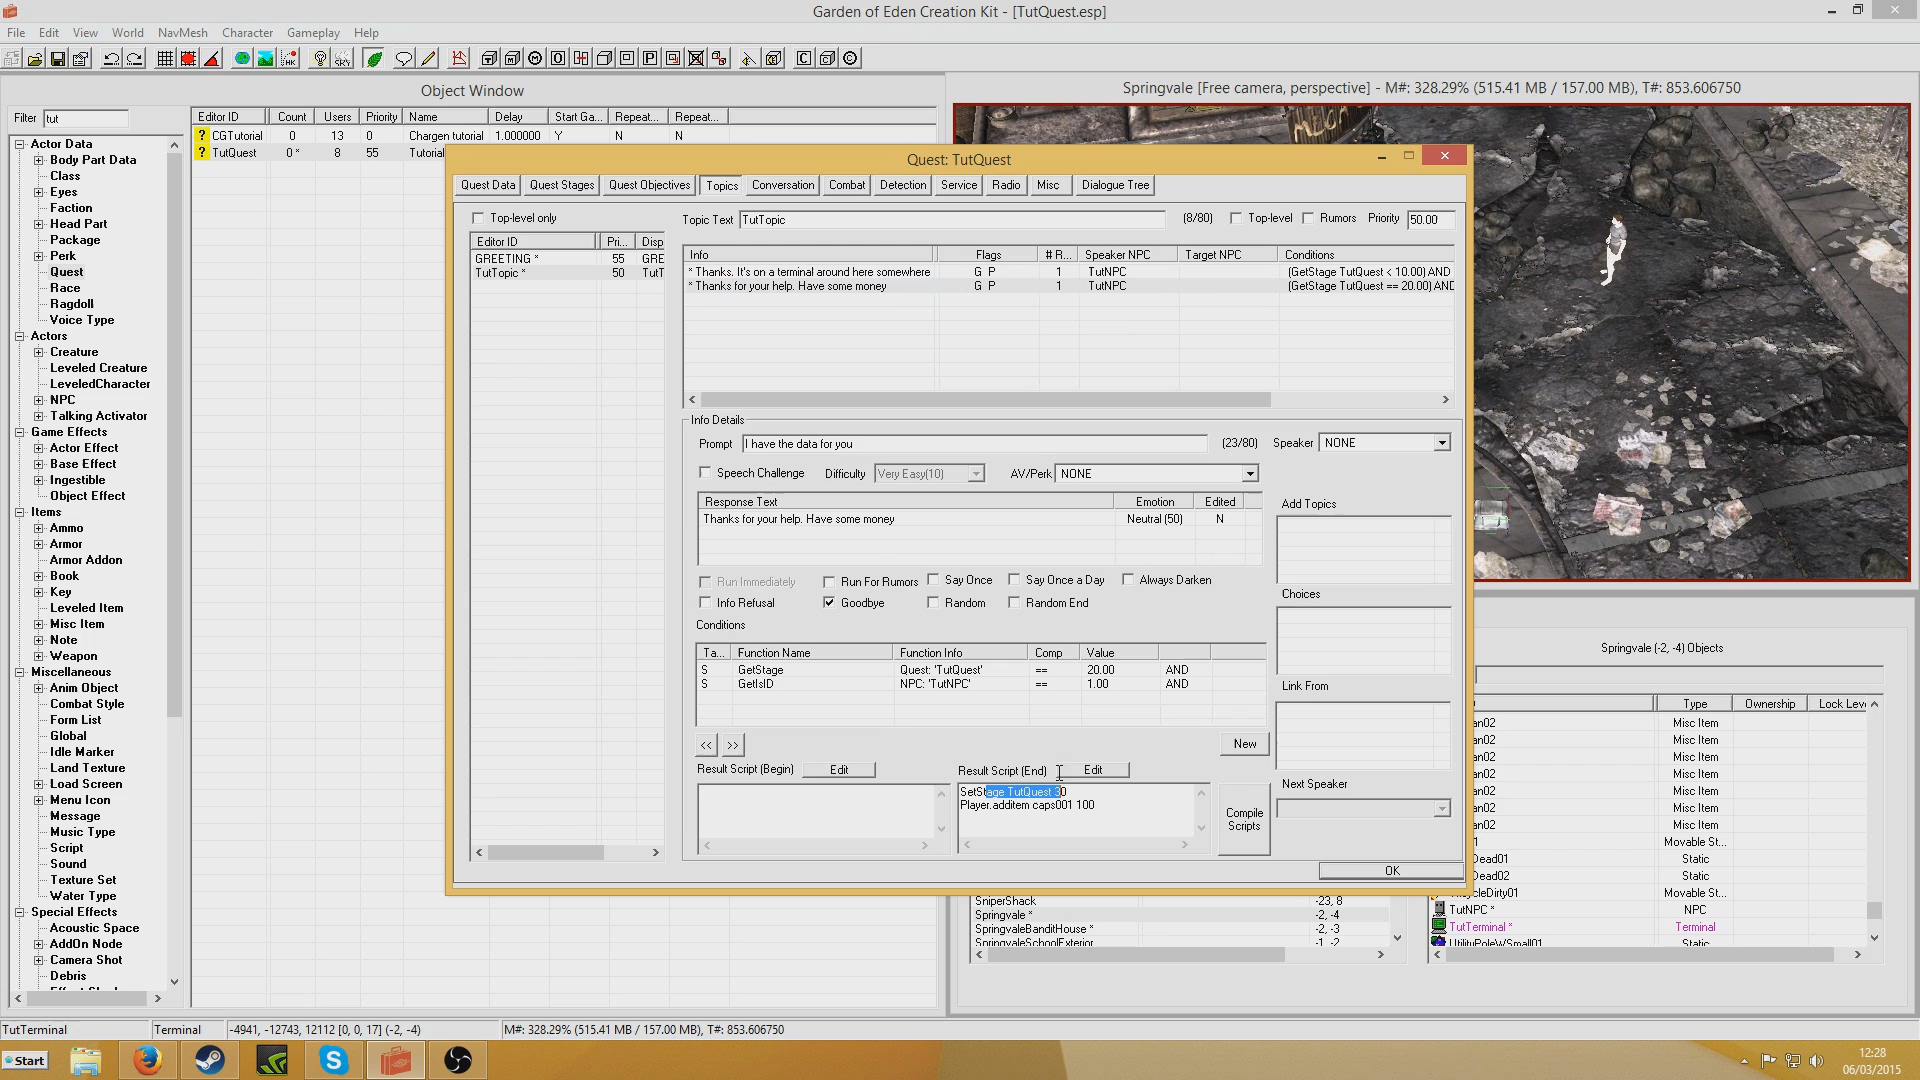 Garden of Eden Creation Kit - [TutQuest.esp]
File Edit View World NavMesh Character Gameplay Help
Object Window
Springvale [Free camera, perspective] - M#: 328.29% (515.41 MB / 157.00 MB), T#: 853.606750
Filter tut
Editor ID Count Users Priority Name Delay Start Ga... Repeat... Repeat...
CGTutorial 0 13 0 Chargen tutorial 1.000000 Y N N
TutQuest 0 * 8 55 Tutorial
Actor Data
Body Part Data
Class
Eyes
Faction
Head Part
Package
Perk
Quest
Race
Ragdoll
Voice Type
Actors
Creature
Leveled Creature
LeveledCharacter
NPC
Talking Activator
Game Effects
Actor Effect
Base Effect
Ingestible
Object Effect
Items
Ammo
Armor
Armor Addon
Book
Key
Leveled Item
Misc Item
Note
Weapon
Miscellaneous
Anim Object
Combat Style
Form List
Global
Idle Marker
Land Texture
Load Screen
Menu Icon
Message
Music Type
Script
Sound
Texture Set
Water Type
Special Effects
Acoustic Space
AddOn Node
Camera Shot
Debris
Quest: TutQuest
Quest Data Quest Stages Quest Objectives Topics Conversation Combat Detection Service Radio Misc Dialogue Tree
Top-level only
Topic Text TutTopic (8/80) Top-level Rumors Priority 50.00
Editor ID Pri... Disp
GREETING * 55 GRE
TutTopic * 50 TutT
Info Flags # R... Speaker NPC Target NPC Conditions
* Thanks. It's on a terminal around here somewhere G P 1 TutNPC (GetStage TutQuest < 10.00) AND
* Thanks for your help. Have some money G P 1 TutNPC (GetStage TutQuest == 20.00) AND
Info Details
Prompt I have the data for you (23/80) Speaker NONE
Speech Challenge Difficulty Very Easy(10) AV/Perk NONE
Response Text Emotion Edited
Thanks for your help. Have some money Neutral (50) N
Add Topics
Run Immediately Run For Rumors Say Once Say Once a Day Always Darken
Info Refusal Goodbye Random Random End
Choices
Conditions
Ta... Function Name Function Info Comp Value
S GetStage Quest: 'TutQuest' == 20.00 AND
S GetIsID NPC: 'TutNPC' == 1.00 AND
Link From
<< >> New
Result Script (Begin) Edit Result Script (End) Edit
SetStage TutQuest 30
Player.additem caps001 100
Compile Scripts
Next Speaker
OK
Springvale (-2, -4) Objects
Type Ownership Lock Leve
an02 Misc Item
an02 Misc Item
an02 Misc Item
an02 Misc Item
an02 Misc Item
an02 Misc Item
an02 Misc Item
1 Movable St...
Dead01 Static
Dead02 Static
cleDirty01 Movable St...
TutNPC * NPC
TutTerminal * Terminal
UtilityPoleWSmall01 Static
SniperShack -23, 8
Springvale * -2, -4
SpringvaleBanditHouse * -2, -3
SpringvaleSchoolExterior -1, -2
TutTerminal Terminal -4941, -12743, 12112 [0, 0, 17] (-2, -4) M#: 328.29% (515.41 MB / 157.00 MB), T#: 853.606750
Start
12:28
06/03/2015